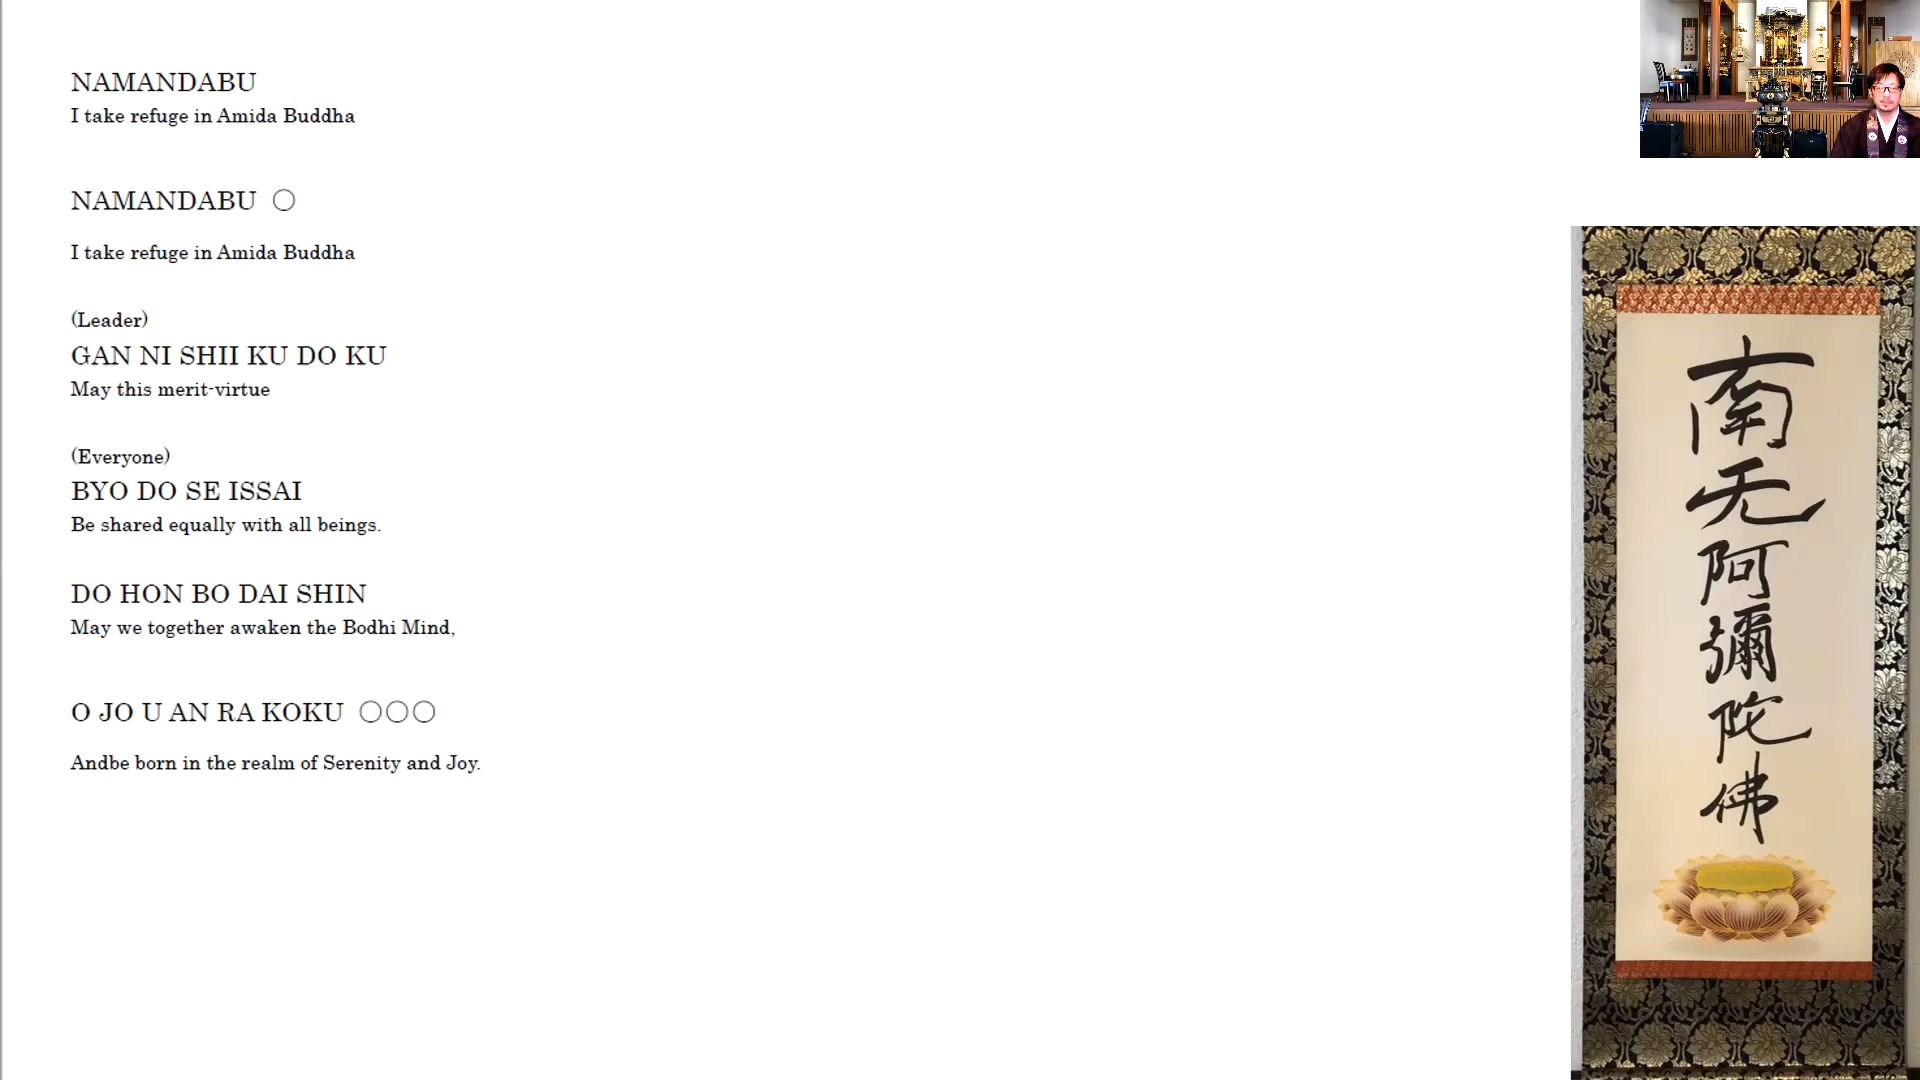 NAMANDABU
I take refuge in Amida Buddha
NAMANDABU ○
I take refuge in Amida Buddha
(Leader)
GAN NI SHII KU DO KU
May this merit-virtue
(Everyone)
BYO DO SE ISSAI
Be shared equally with all beings.
DO HON BO DAI SHIN
May we together awaken the Bodhi Mind,
O JO U AN RA KOKU ○○○
Andbe born in the realm of Serenity and Joy.
南无阿彌陀佛